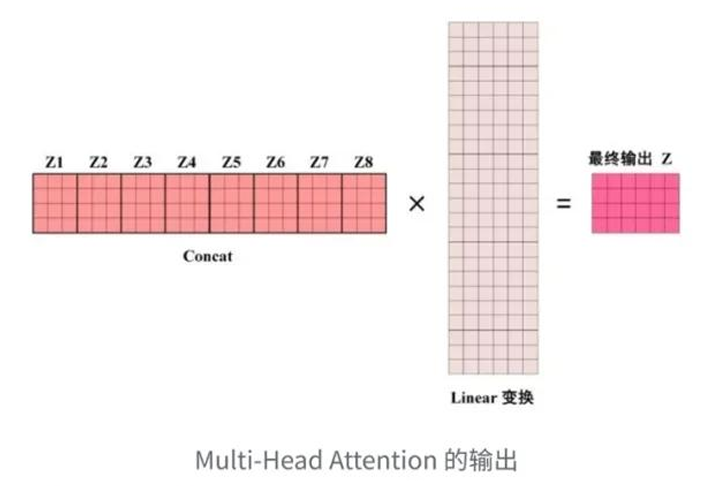 Z1 Z2 Z3 Z4 Z5 Z6 Z7 Z8
Concat
×
Linear 变换
=
最终输出 Z
Multi-Head Attention 的输出